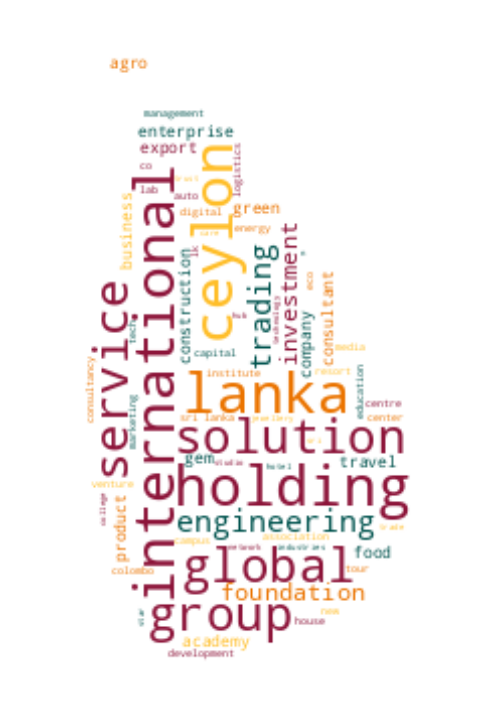 agro
management
enterprise
export
logistics
co
lab
auto
business
digital
green
ceylon
care
energy
lk
international
service
construction
trading
investment
company
consultant
eco
technology
hub
tech
capital
media
institute
resort
education
consultancy
marketing
lanka
centre
sri lanka
jewellery
center
solution
gem
studio
hotel
travel
holding
venture
college
product
engineering
trade
campus
association
network
industries
food
colombo
global
tour
foundation
star
group
new
house
academy
development